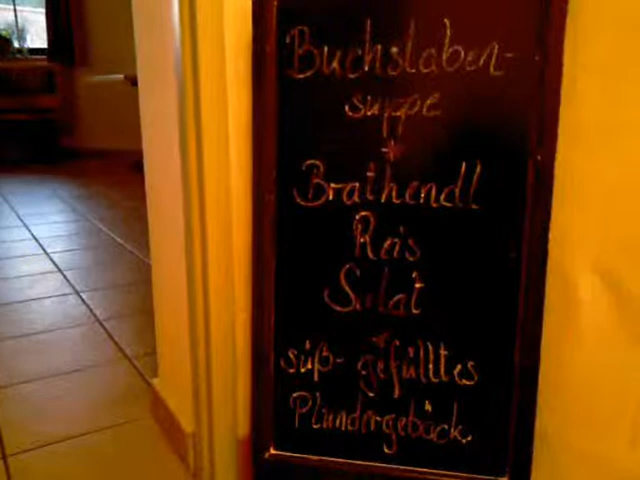 Buchstaben-
suppe
*
Brathendl
Reis
Salat
*
süß- gefülltes
Plundergebäck.